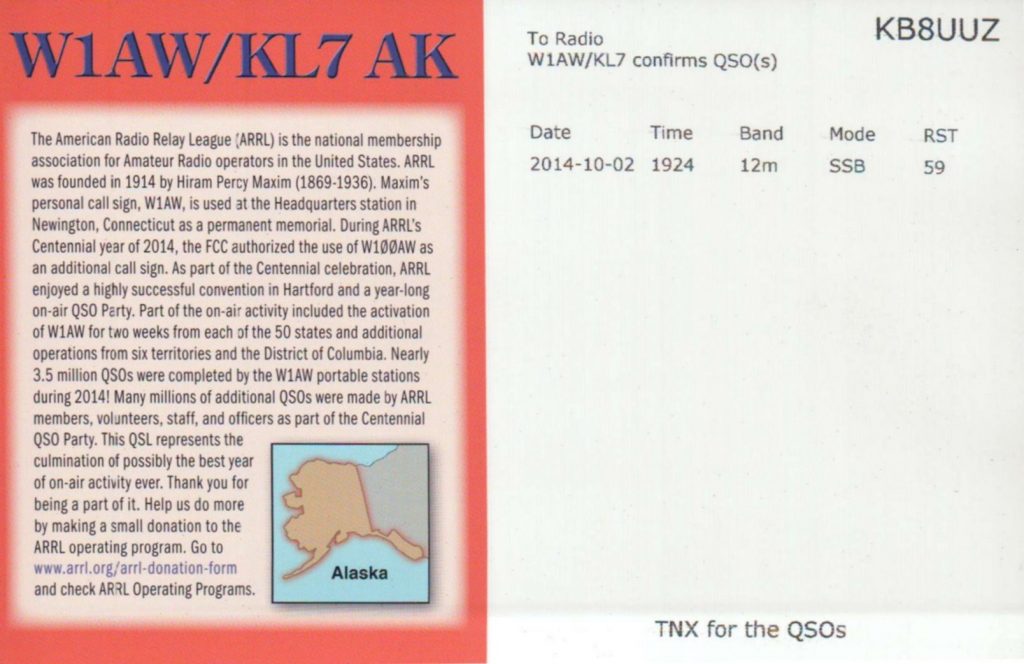 W1AW/KL7 AK
The American Radio Relay League (ARRL) is the national membership
association for Amateur Radio operators in the United States. ARRL
was founded in 1914 by Hiram Percy Maxim (1869-1936). Maxim's
personal call sign, W1AW, is used at the Headquarters station in
Newington, Connecticut as a permanent memorial. During ARRL's
Centennial year of 2014, the FCC authorized the use of W1ØØAW as
an additional call sign. As part of the Centennial celebration, ARRL
enjoyed a highly successful convention in Hartford and a year-long
on-air QSO Party. Part of the on-air activity included the activation
of W1AW for two weeks from each of the 50 states and additional
operations from six territories and the District of Columbia. Nearly
3.5 million QSOs were completed by the W1AW portable stations
during 2014! Many millions of additional QSOs were made by ARRL
members, volunteers, staff, and officers as part of the Centennial
QSO Party. This QSL represents the
culmination of possibly the best year
of on-air activity ever. Thank you for
being a part of it. Help us do more
by making a small donation to the
ARRL operating program. Go to
www.arrl.org/arrl-donation-form
and check ARRL Operating Programs.
Alaska
KB8UUZ
To Radio
W1AW/KL7 confirms QSO(s)
Date Time Band Mode RST
2014-10-02 1924 12m SSB 59
TNX for the QSOs